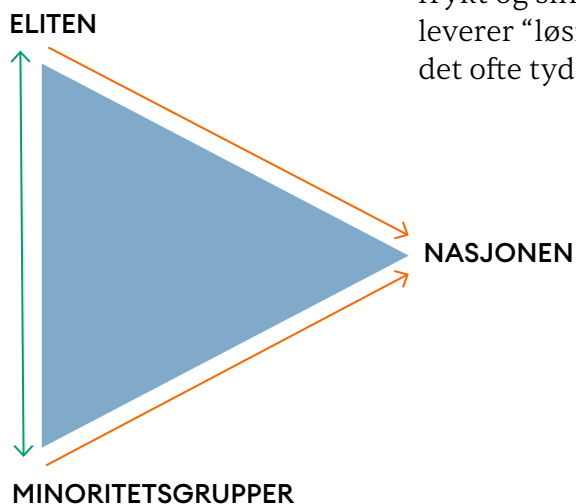 leverer “løs
det ofte tyd
ELITEN
NASJONEN
MINORITETSGRUPPER